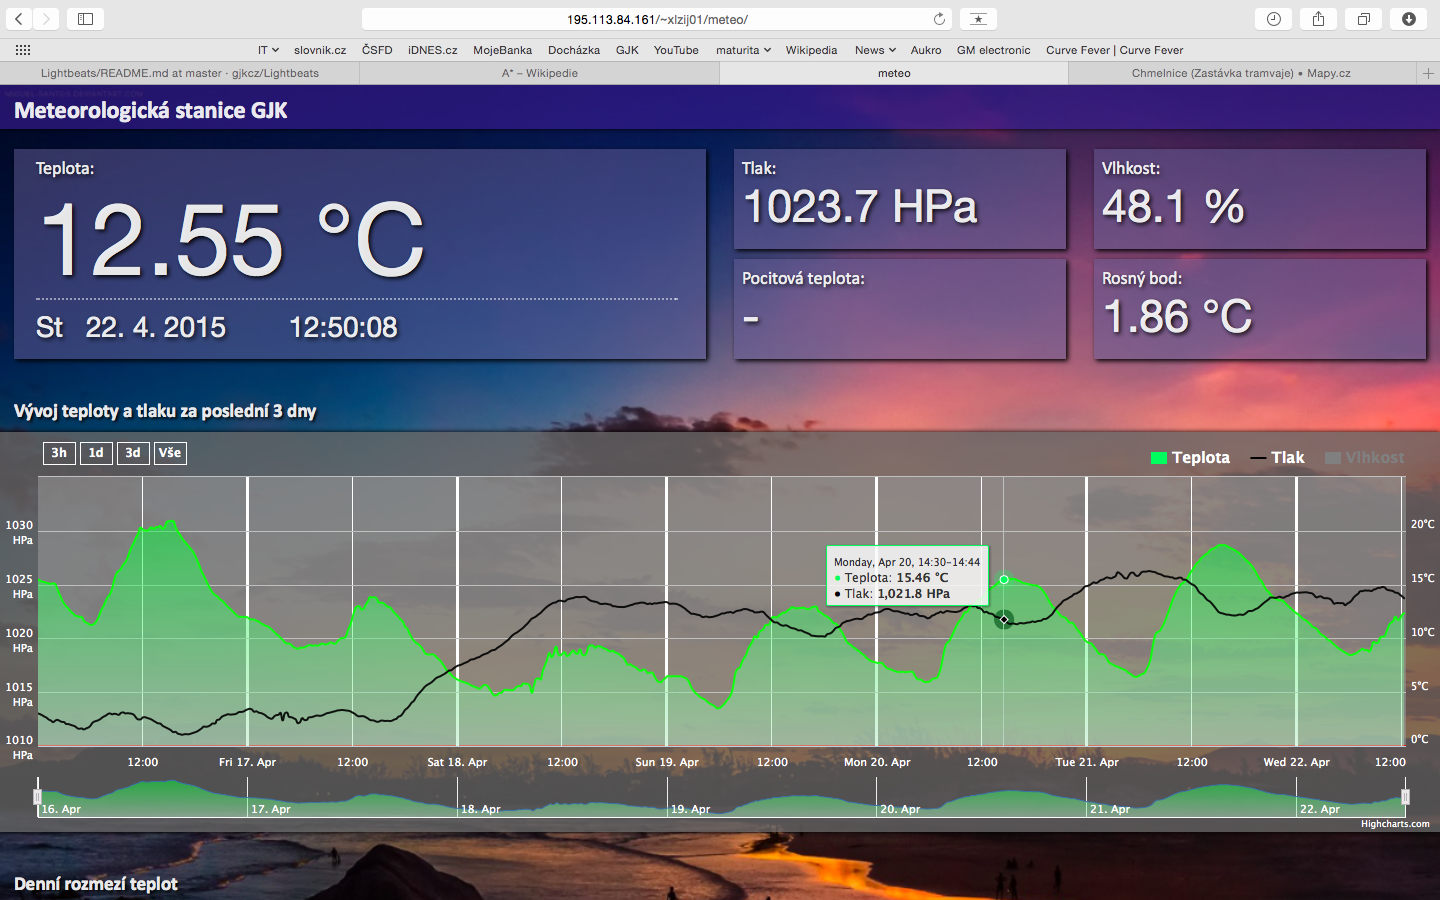 195.113.84.161/~xlzij01/meteo/
IT slovnik.cz ČSFD iDNES.cz MojeBanka Docházka GJK YouTube maturita Wikipedia News Aukro GM electronic Curve Fever | Curve Fever
Lightbeats/README.md at master · gjkcz/Lightbeats A* – Wikipedie meteo Chmelnice (Zastávka tramvaje) • Mapy.cz
Meteorologická stanice GJK
Teplota:
12.55 °C
St 22. 4. 2015 12:50:08
Tlak:
1023.7 HPa
Vlhkost:
48.1 %
Pocitová teplota:
-
Rosný bod:
1.86 °C
Vývoj teploty a tlaku za poslední 3 dny
3h 1d 3d Vše
Teplota Tlak Vlhkost
1030 HPa
1025 HPa
1020 HPa
1015 HPa
1010 HPa
20°C
15°C
10°C
5°C
0°C
Monday, Apr 20, 14:30-14:44
Teplota: 15.46 °C
Tlak: 1,021.8 HPa
12:00 Fri 17. Apr 12:00 Sat 18. Apr 12:00 Sun 19. Apr 12:00 Mon 20. Apr 12:00 Tue 21. Apr 12:00 Wed 22. Apr 12:00
16. Apr 17. Apr 18. Apr 19. Apr 20. Apr 21. Apr 22. Apr
Highcharts.com
Denní rozmezí teplot